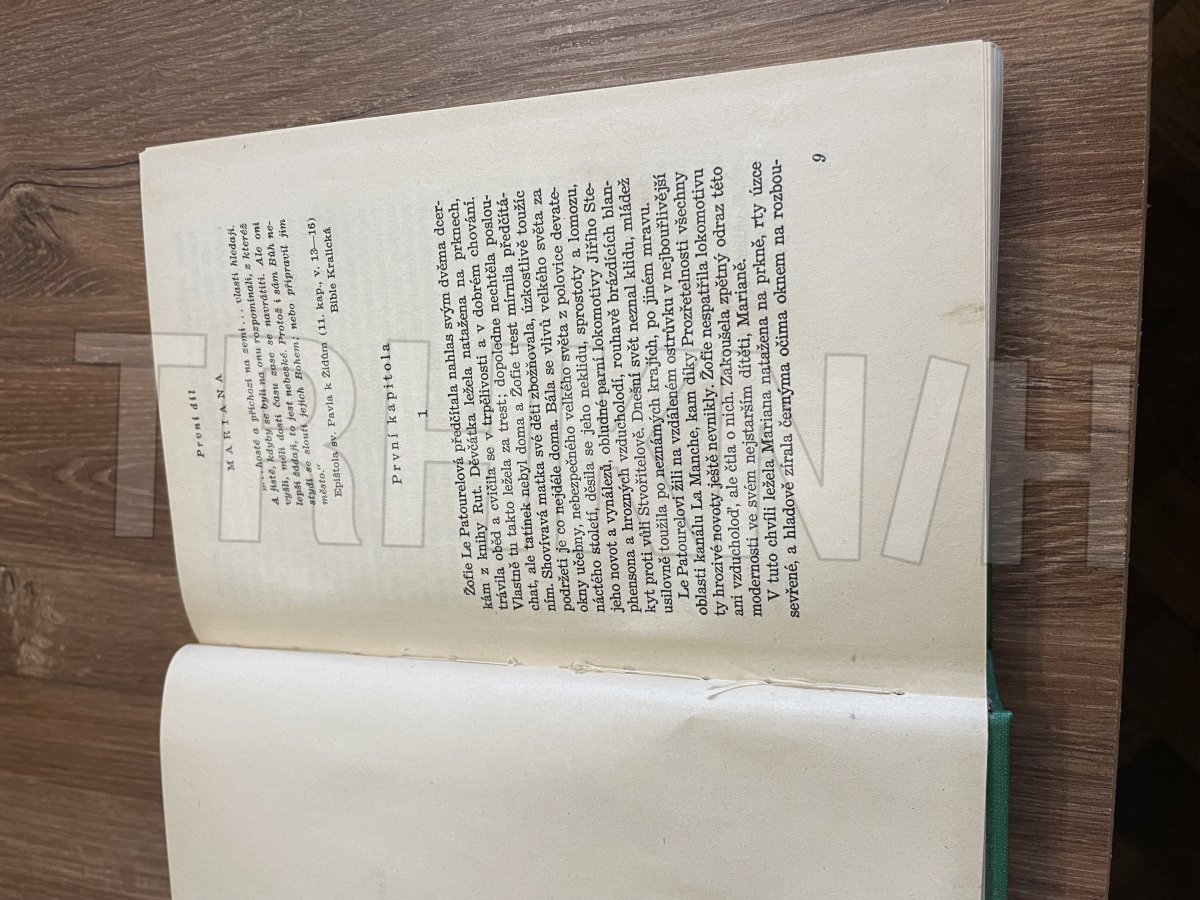 První díl
MARIANA
„...hosté a příchozí na zemi... vlasti hledají.
A jistě, kdyby se byli na onu rozpomínali, z kteréž
vyšli, měli dosti času zase se navrátiti. Ale oni
lepší žádají, to jest nebeské. Protož i sám Bůh ne-
stydí se slouti jejich Bohem; nebo připravil jim
město."
Epištola sv. Pavla k Židům (11. kap., v. 13—16)
Bible Kralická
První kapitola
1
Žofie Le Patourelová předčítala nahlas svým dvěma dcer-
kám z knihy Rut. Děvčátka ležela natažena na prknech,
trávila oběd a cvičila se v trpělivosti a v dobrém chování.
Vlastně tu takto ležela za trest; dopoledne nechtěla poslou-
chat, ale tatínek nebyl doma a Žofie trest mírnila předčítá-
ním. Shovívavá matka své děti zbožňovala, úzkostlivě toužíc
podržeti je co nejdéle doma. Bála se vlivů velkého světa za
okny učebny, nebezpečného velkého světa z polovice devate-
náctého století, děsila se jeho neklidu, sprostoty a lomozu,
jeho novot a vynálezů, obludné parní lokomotivy Jiřího Ste-
phensona a hrozných vzducholodí, rouhavě brázdících blan-
kyt proti vůli Stvořitelově. Dnešní svět neznal klidu, mládež
usilovně toužila po neznámých krajích, po jiném mravu.
Le Patourelovi žili na vzdáleném ostrůvku v nejbouřlivější
oblasti kanálu La Manche, kam díky Prozřetelnosti všechny
ty hrozivé novoty ještě nevnikly. Žofie nespatřila lokomotivu
ani vzducholoď, ale čtla o nich. Zakoušela zpětný odraz této
modernosti ve svém nejstarším dítěti, Marianě.
V tuto chvíli ležela Mariana natažena na prkně, rty úzce
sevřené, a hladově zírala černýma očima oknem na rozbou-
9
TRHKNIH